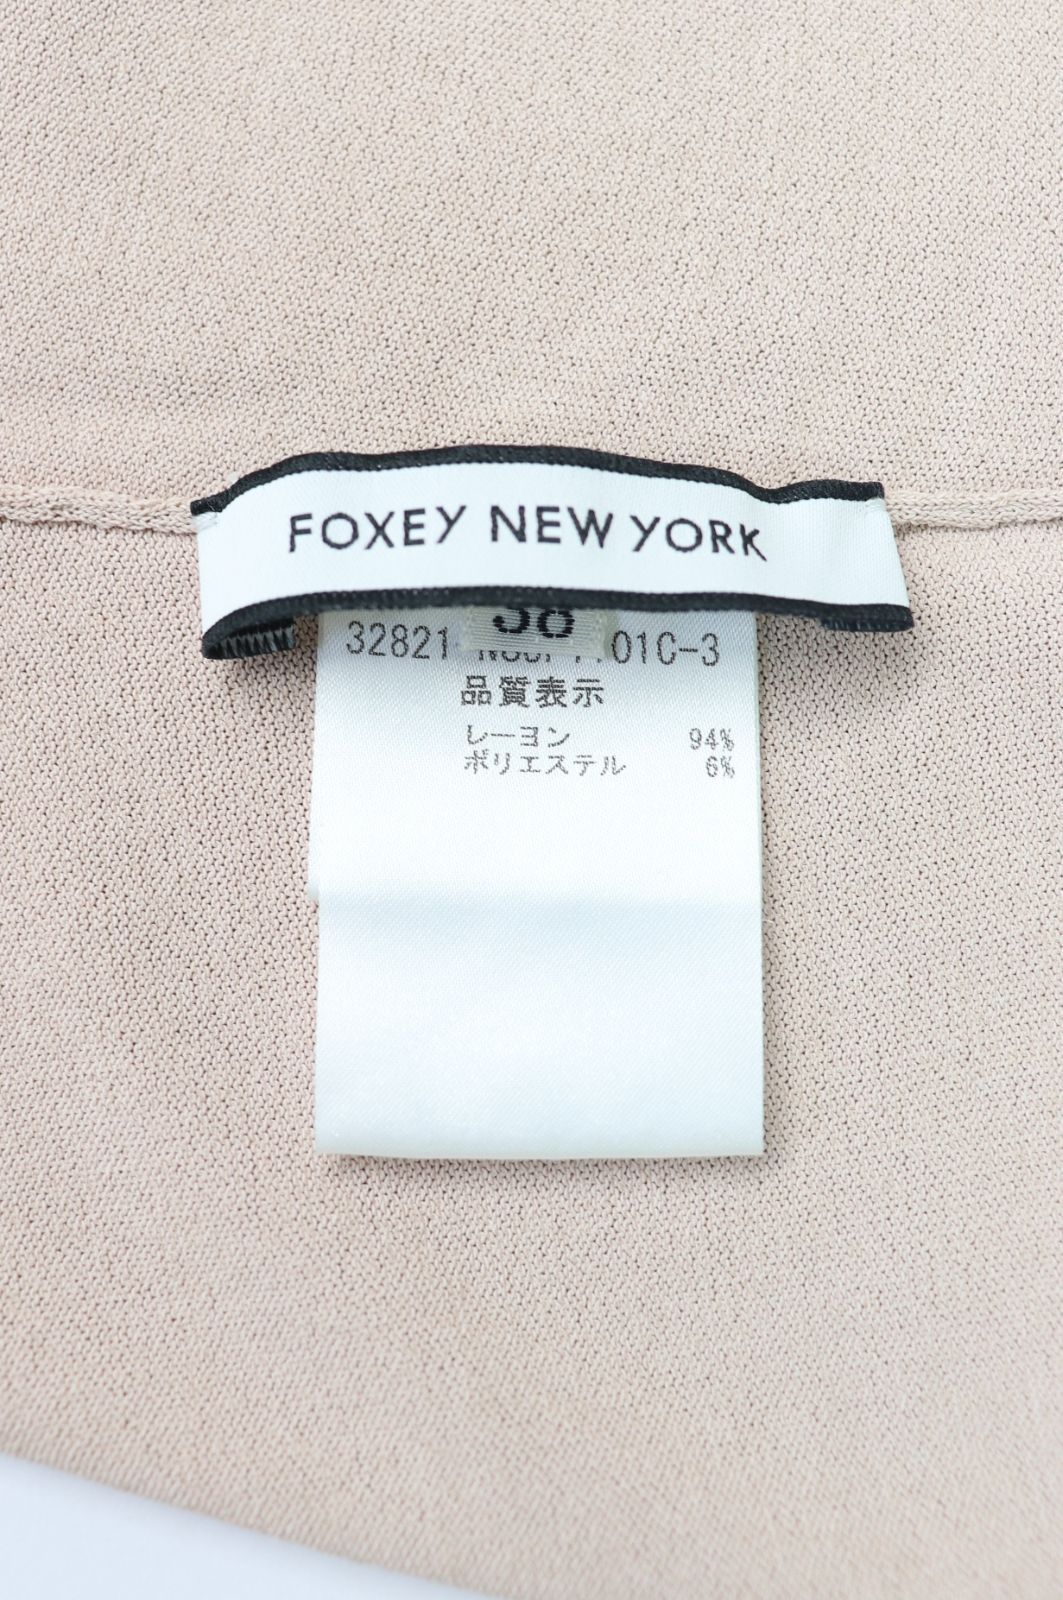 FOXEY NEW YORK
38
32821
品質表示
レーヨン 94%
ポリエステル 6%